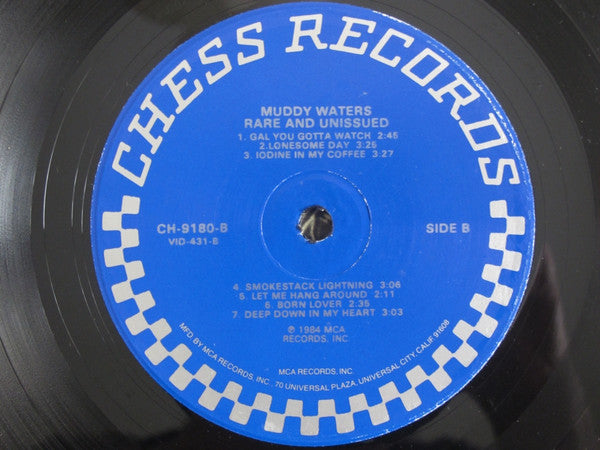 CHESS RECORDS
MUDDY WATERS
RARE AND UNISSUED
1. GAL YOU GOTTA WATCH 2:45
2.LONESOME DAY 3:26
3. IODINE IN MY COFFEE 3:27
CH-9180-B
VID-431-B
SIDE B
4. SMOKESTACK LIGHTNING 3:06
5. LET ME HANG AROUND 2:11
6. BORN LOVER 2:35
7. DEEP DOWN IN MY HEART 3:03
℗ 1984 MCA
RECORDS, INC
MCA RECORDS, INC.
MFD. BY MCA RECORDS, INC. 70 UNIVERSAL PLAZA, UNIVERSAL CITY, CALIF. 91608